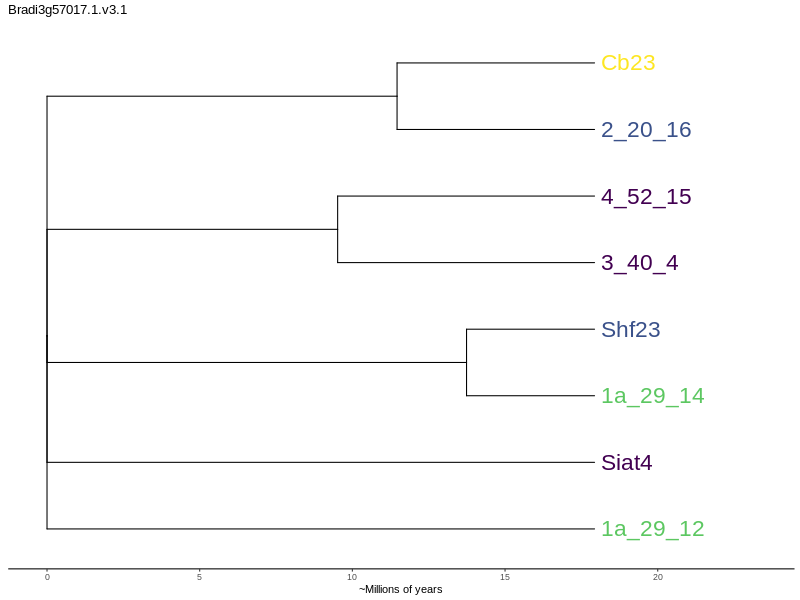 Bradi3g57017.1.v3.1
Cb23
2_20_16
4_52_15
3_40_4
Shf23
1a_29_14
Siat4
1a_29_12
0 5 10 15 20
~Millions of years